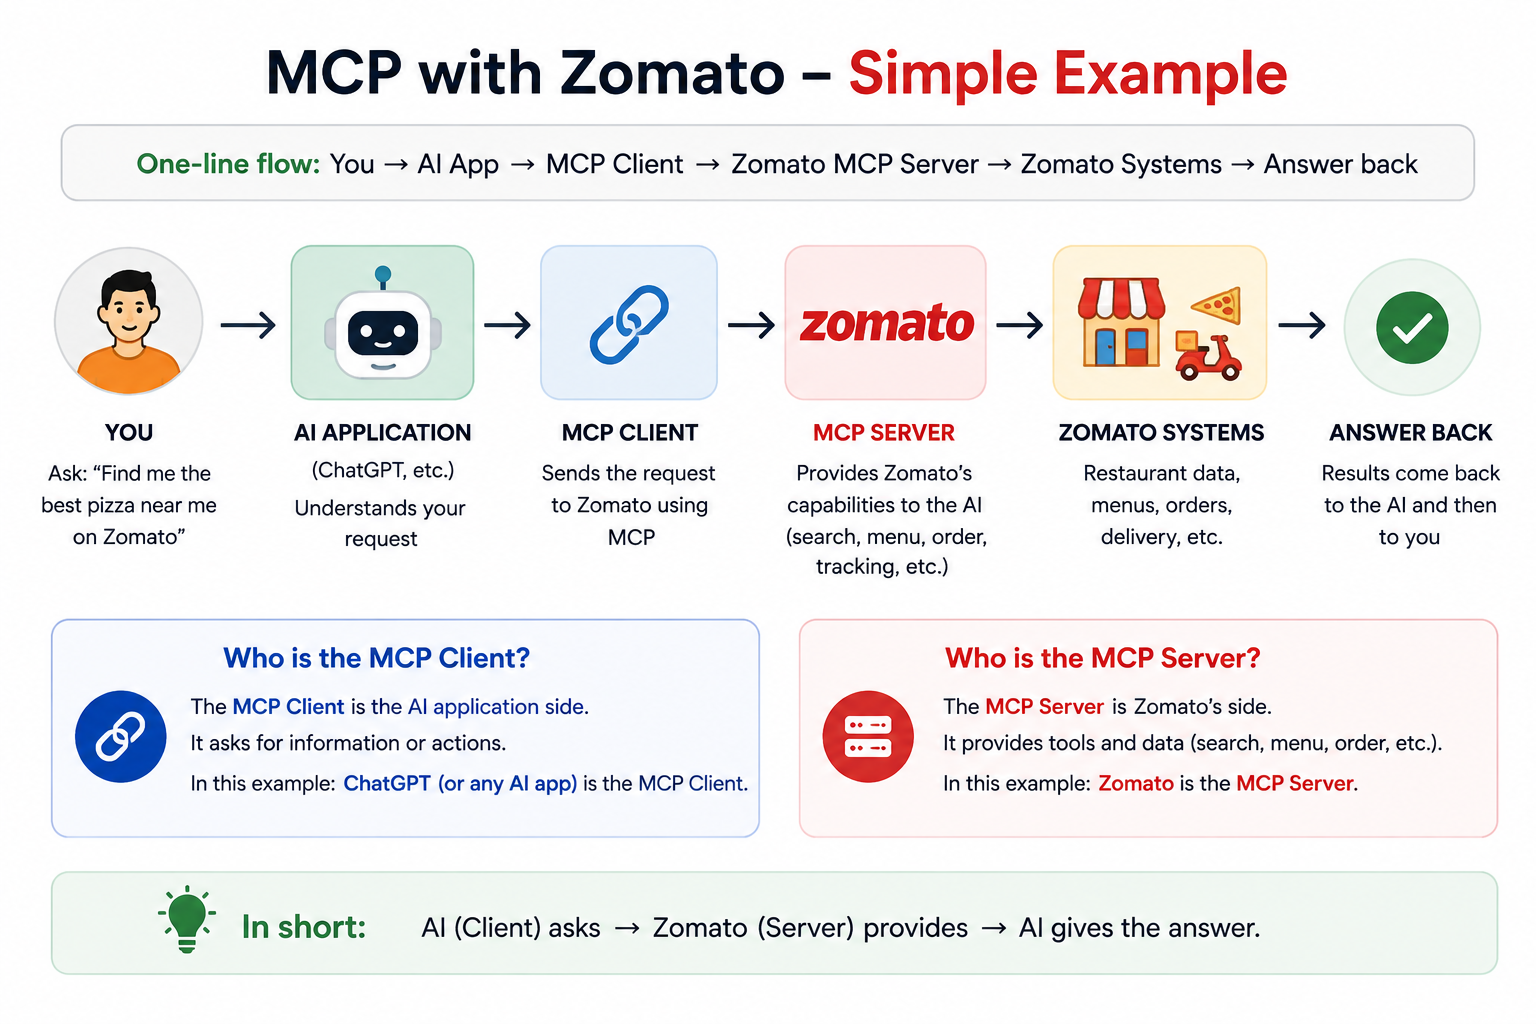 MCP with Zomato – Simple Example
One-line flow: You → AI App → MCP Client → Zomato MCP Server → Zomato Systems → Answer back
zomato
YOU
Ask: “Find me the
best pizza near me
on Zomato”
AI APPLICATION
(ChatGPT, etc.)
Understands your
request
MCP CLIENT
Sends the request
to Zomato using
MCP
MCP SERVER
Provides Zomato’s
capabilities to the AI
(search, menu, order,
tracking, etc.)
ZOMATO SYSTEMS
Restaurant data,
menus, orders,
delivery, etc.
ANSWER BACK
Results come back
to the AI and then
to you
Who is the MCP Client?
The MCP Client is the AI application side.
It asks for information or actions.
In this example: ChatGPT (or any AI app) is the MCP Client.
Who is the MCP Server?
The MCP Server is Zomato’s side.
It provides tools and data (search, menu, order, etc.).
In this example: Zomato is the MCP Server.
In short: AI (Client) asks → Zomato (Server) provides → AI gives the answer.